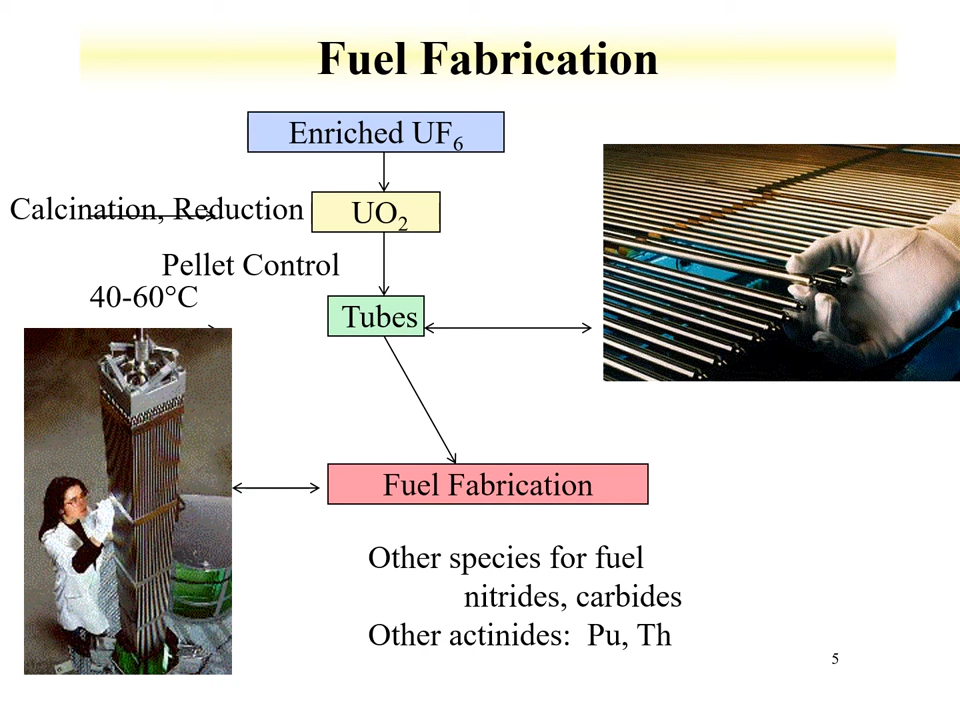 Fuel Fabrication
Enriched UF₆
Calcination, Reduction
UO₂
Pellet Control
40-60°C
Tubes
Fuel Fabrication
Other species for fuel
nitrides, carbides
Other actinides: Pu, Th
5